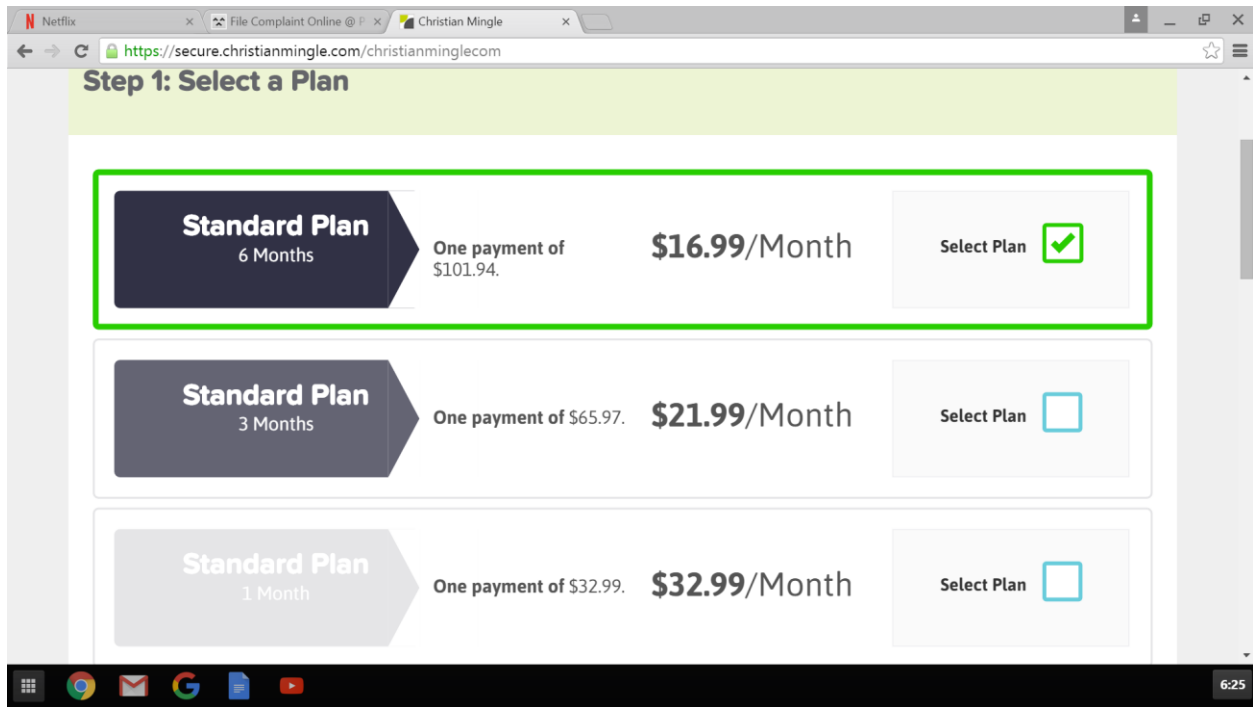 Netflix
File Complaint Online @ P
Christian Mingle
https://secure.christianmingle.com/christianminglecom
Step 1: Select a Plan
Standard Plan
6 Months
One payment of
$101.94.
$16.99/Month
Select Plan
Standard Plan
3 Months
One payment of $65.97.
$21.99/Month
Select Plan
Standard Plan
1 Month
One payment of $32.99.
$32.99/Month
Select Plan
6:25